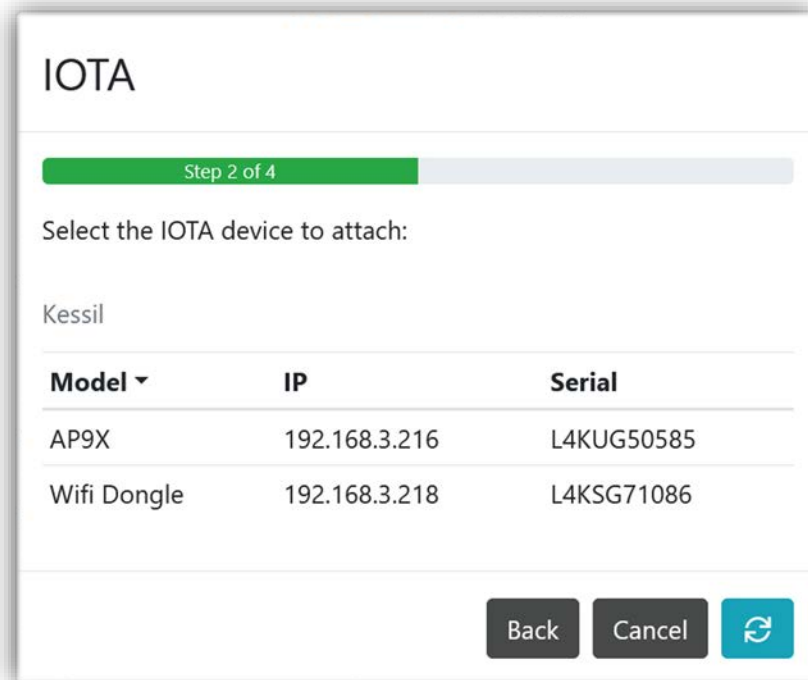 IOTA
Step 2 of 4
Select the IOTA device to attach:
Kessil
Model IP Serial
AP9X 192.168.3.216 L4KUG50585
Wifi Dongle 192.168.3.218 L4KSG71086
Back Cancel